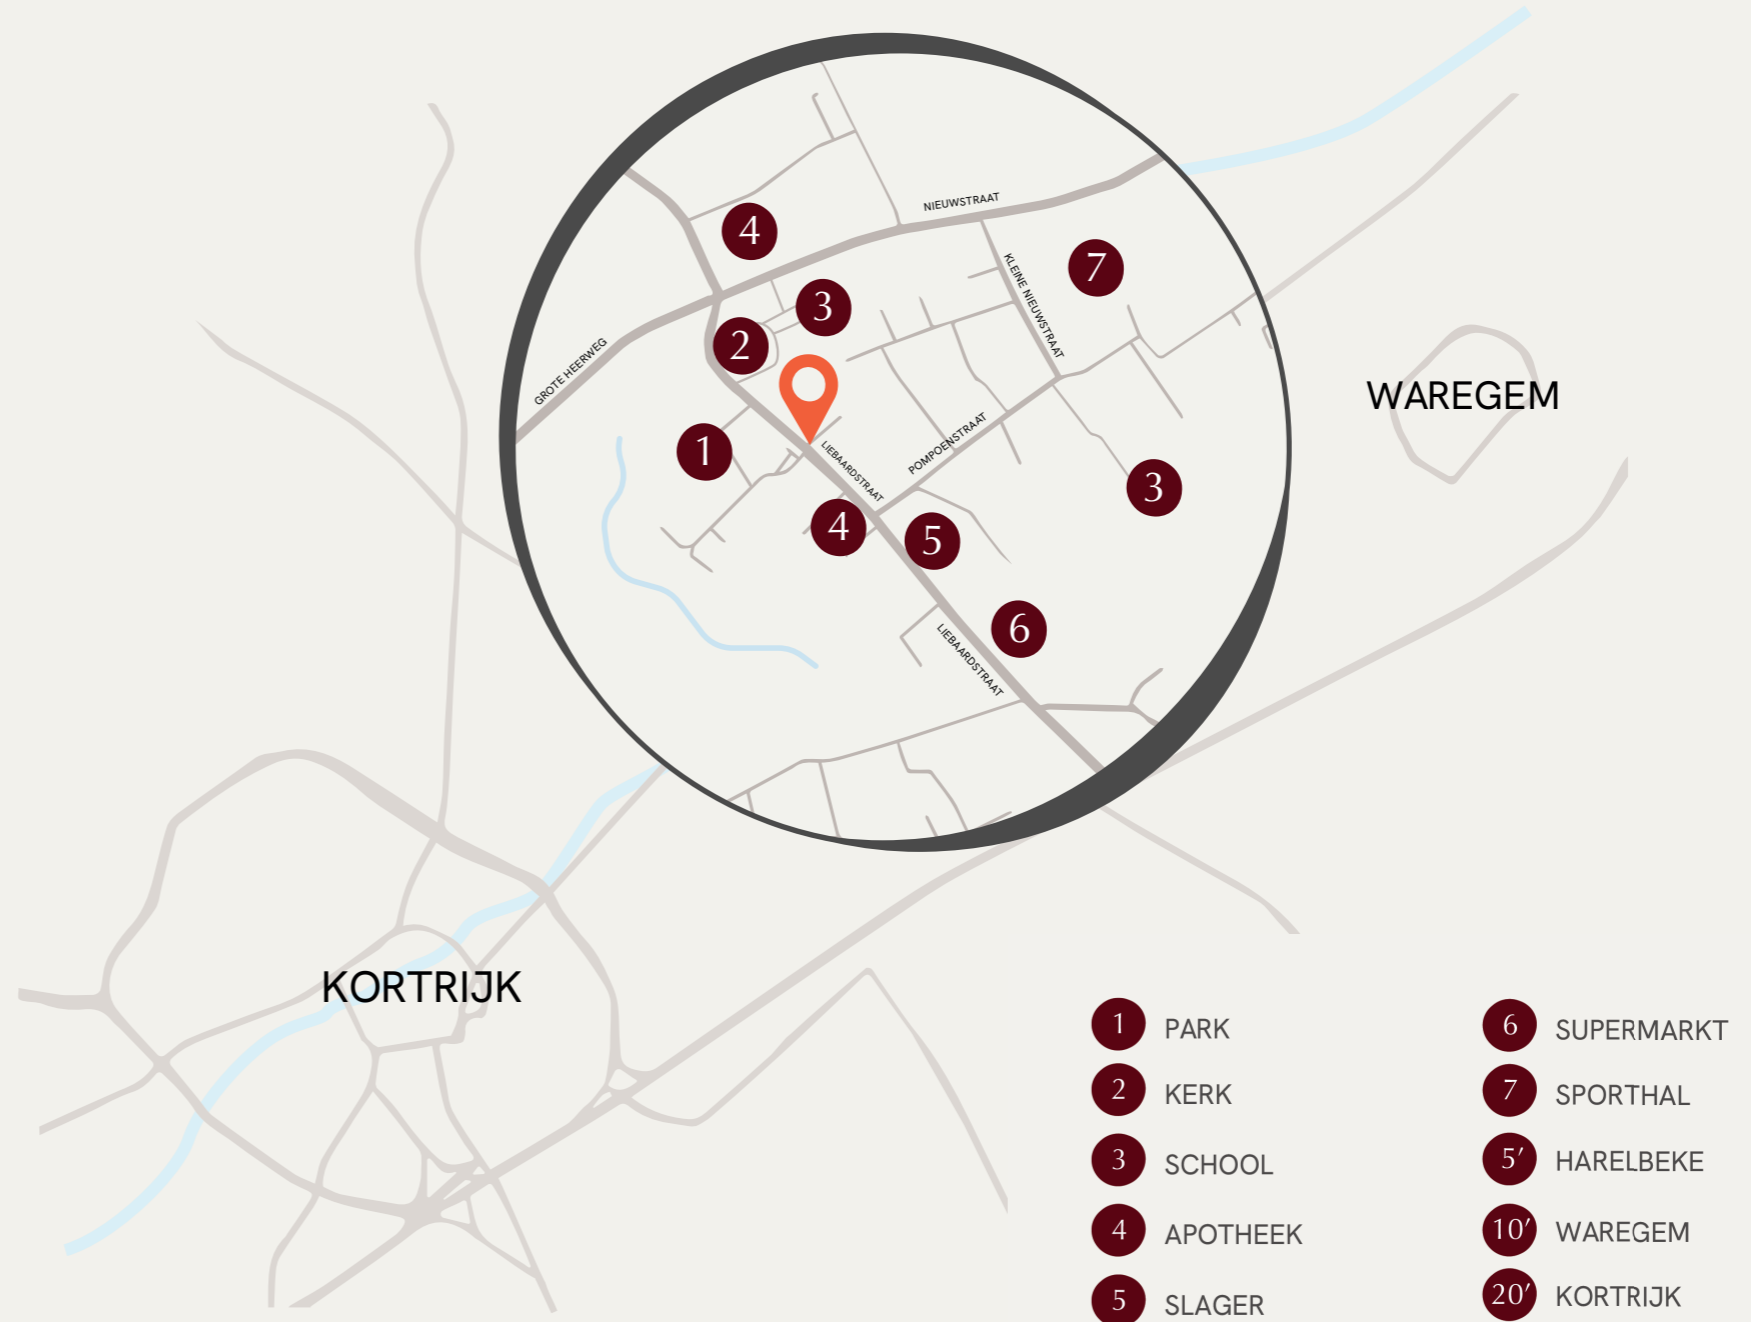 NIEUWSTRAAT
4
7
KLEINE NIEUWSTRAAT
3
2
GROTE HEERWEG
WAREGEM
1
LIEBAARDSTRAAT
POMPOENSTRAAT
3
4
5
6
LIEBAARDSTRAAT
KORTRIJK
1 PARK
2 KERK
3 SCHOOL
4 APOTHEEK
5 SLAGER
6 SUPERMARKT
7 SPORTHAL
5' HARELBEKE
10' WAREGEM
20' KORTRIJK